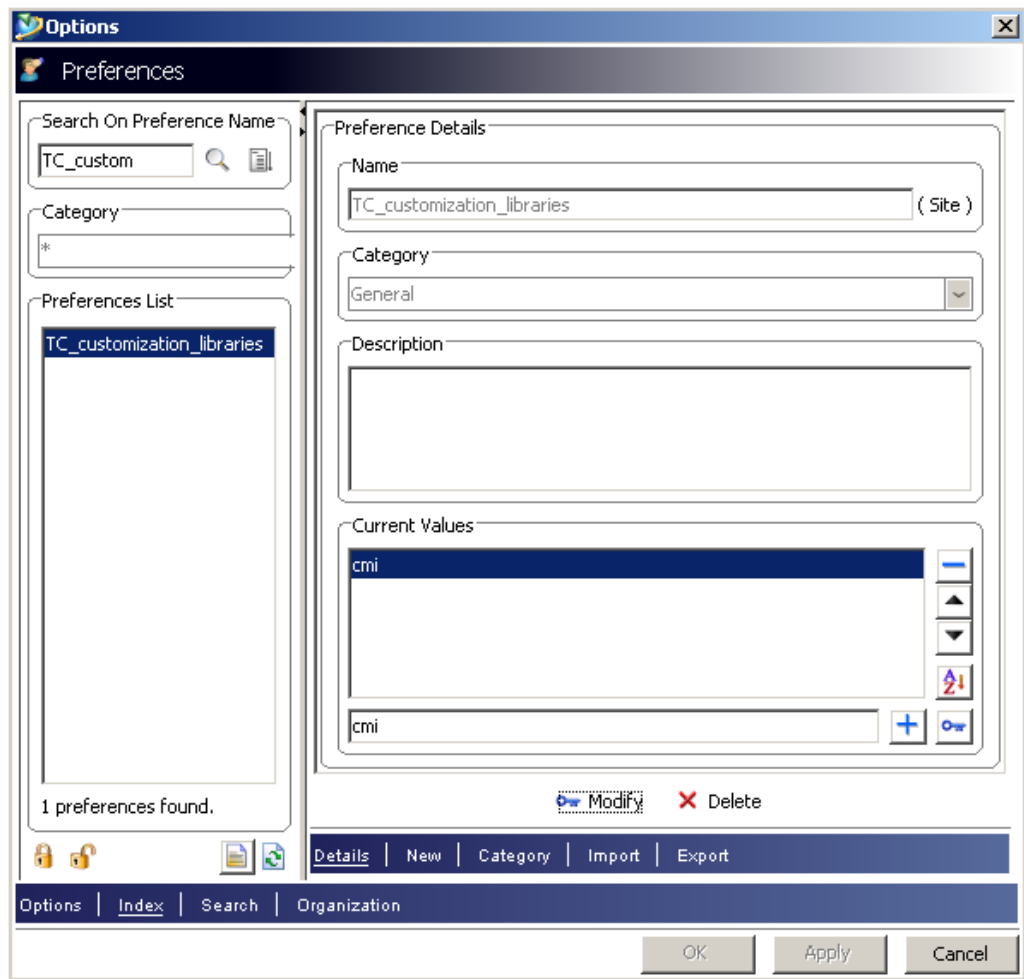 Options
Preferences
Search On Preference Name
TC_custom
Category
*
Preferences List
TC_customization_libraries
1 preferences found.
Preference Details
Name
TC_customization_libraries ( Site )
Category
General
Description
Current Values
cmi
cmi
Modify Delete
Details | New | Category | Import | Export
Options | Index | Search | Organization
OK Apply Cancel